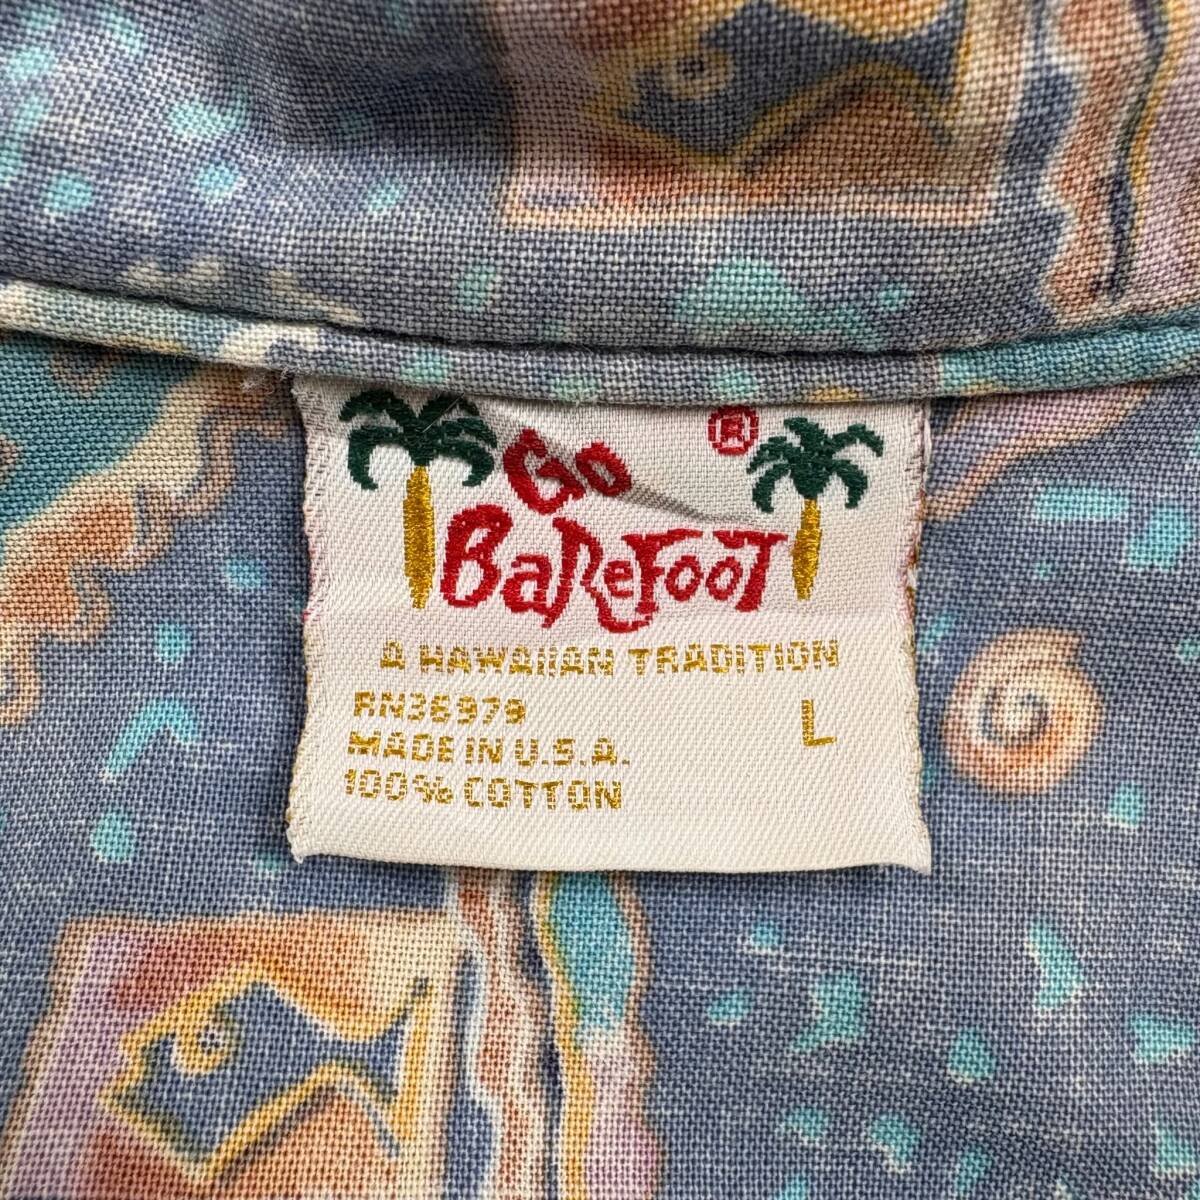 Go ®
BaReFooT
A HAWAIIAN TRADITION
RN36979 L
MADE IN U.S.A.
100% COTTON